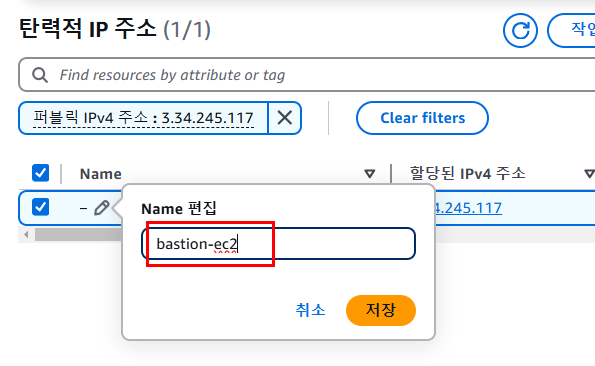 탄력적 IP 주소 (1/1)
작업
Find resources by attribute or tag
퍼블릭 IPv4 주소 : 3.34.245.117
Clear filters
Name
할당된 IPv4 주소
–
4.245.117
Name 편집
bastion-ec2
취소
저장